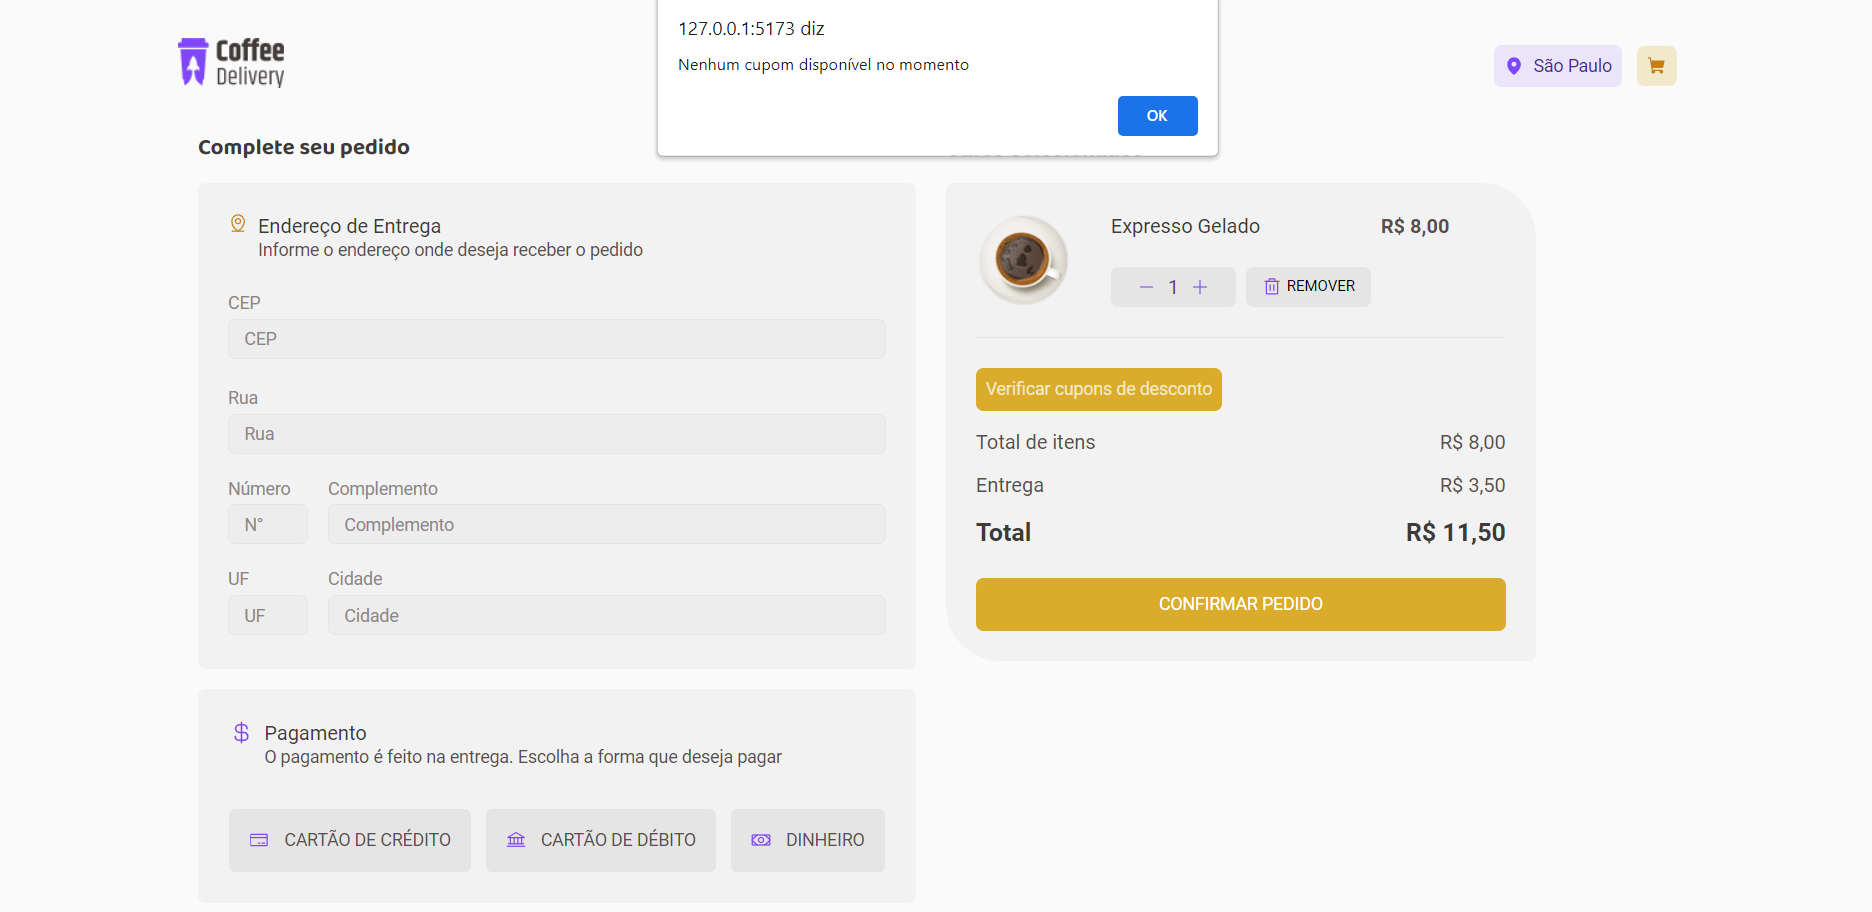 127.0.0.1:5173 diz
Nenhum cupom disponível no momento
OK
Coffee
Delivery
São Paulo
Complete seu pedido
Endereço de Entrega
Informe o endereço onde deseja receber o pedido
CEP
CEP
Rua
Rua
Número Complemento
N° Complemento
UF Cidade
UF Cidade
Pagamento
O pagamento é feito na entrega. Escolha a forma que deseja pagar
CARTÃO DE CRÉDITO CARTÃO DE DÉBITO DINHEIRO
Expresso Gelado R$ 8,00
1 REMOVER
Verificar cupons de desconto
Total de itens R$ 8,00
Entrega R$ 3,50
Total R$ 11,50
CONFIRMAR PEDIDO